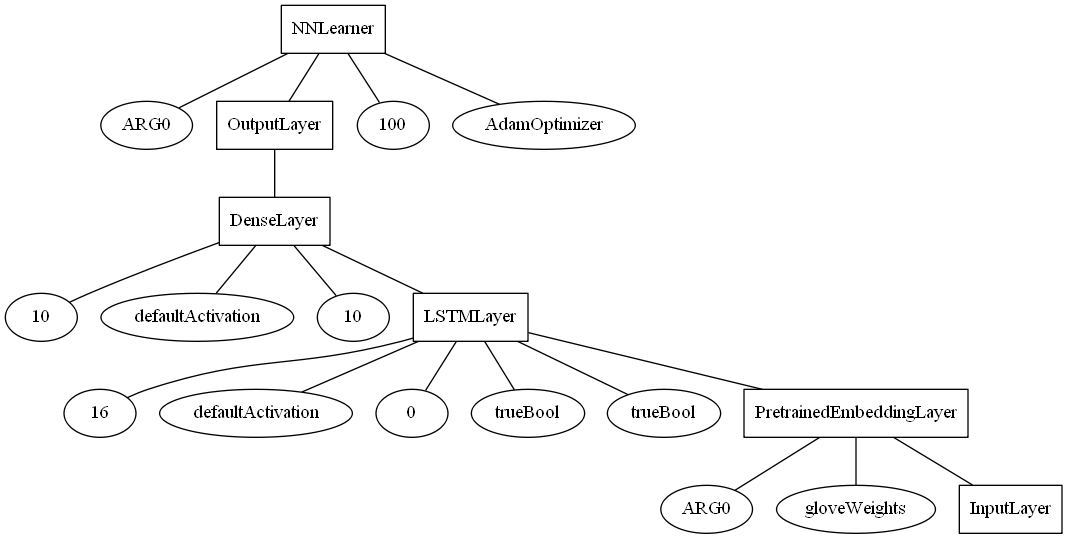 NNLearner
ARG0
OutputLayer
100
AdamOptimizer
DenseLayer
10
defaultActivation
10
LSTMLayer
16
defaultActivation
0
trueBool
trueBool
PretrainedEmbeddingLayer
ARG0
gloveWeights
InputLayer